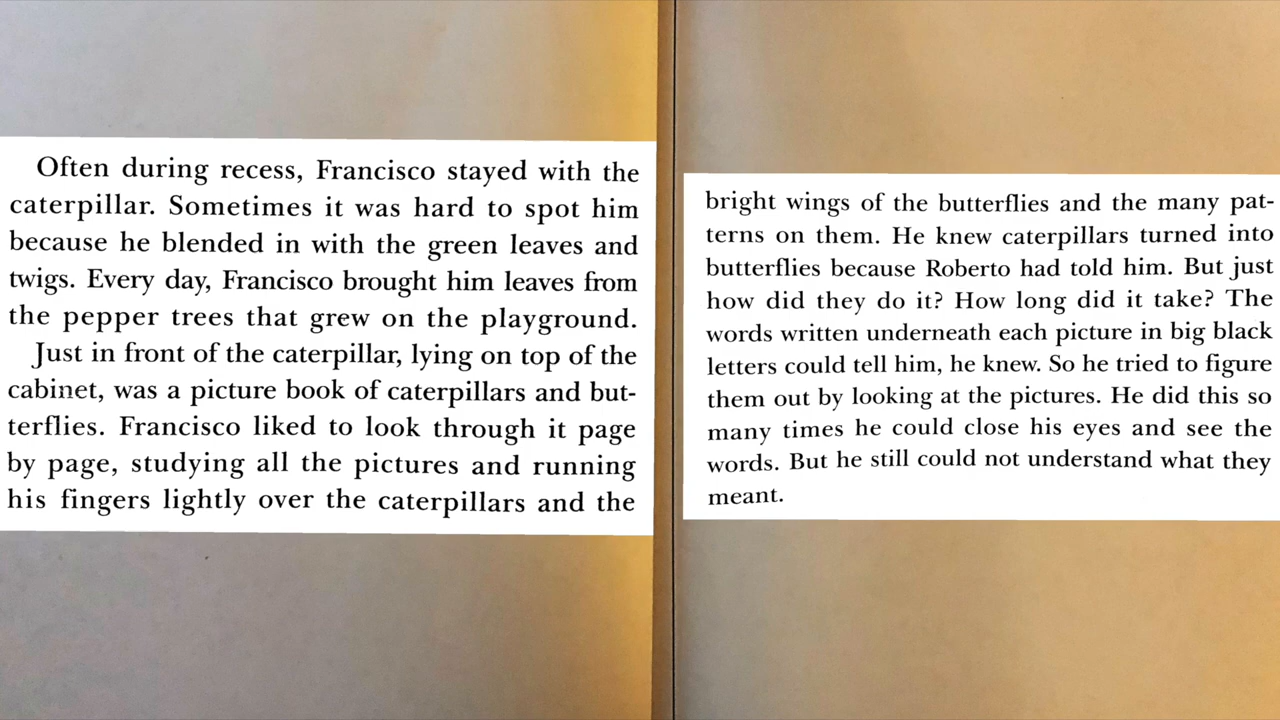 Often during recess, Francisco stayed with the
caterpillar. Sometimes it was hard to spot him
because he blended in with the green leaves and
twigs. Every day, Francisco brought him leaves from
the pepper trees that grew on the playground.
Just in front of the caterpillar, lying on top of the
cabinet, was a picture book of caterpillars and but-
terflies. Francisco liked to look through it page
by page, studying all the pictures and running
his fingers lightly over the caterpillars and the
bright wings of the butterflies and the many pat-
terns on them. He knew caterpillars turned into
butterflies because Roberto had told him. But just
how did they do it? How long did it take? The
words written underneath each picture in big black
letters could tell him, he knew. So he tried to figure
them out by looking at the pictures. He did this so
many times he could close his eyes and see the
words. But he still could not understand what they
meant.